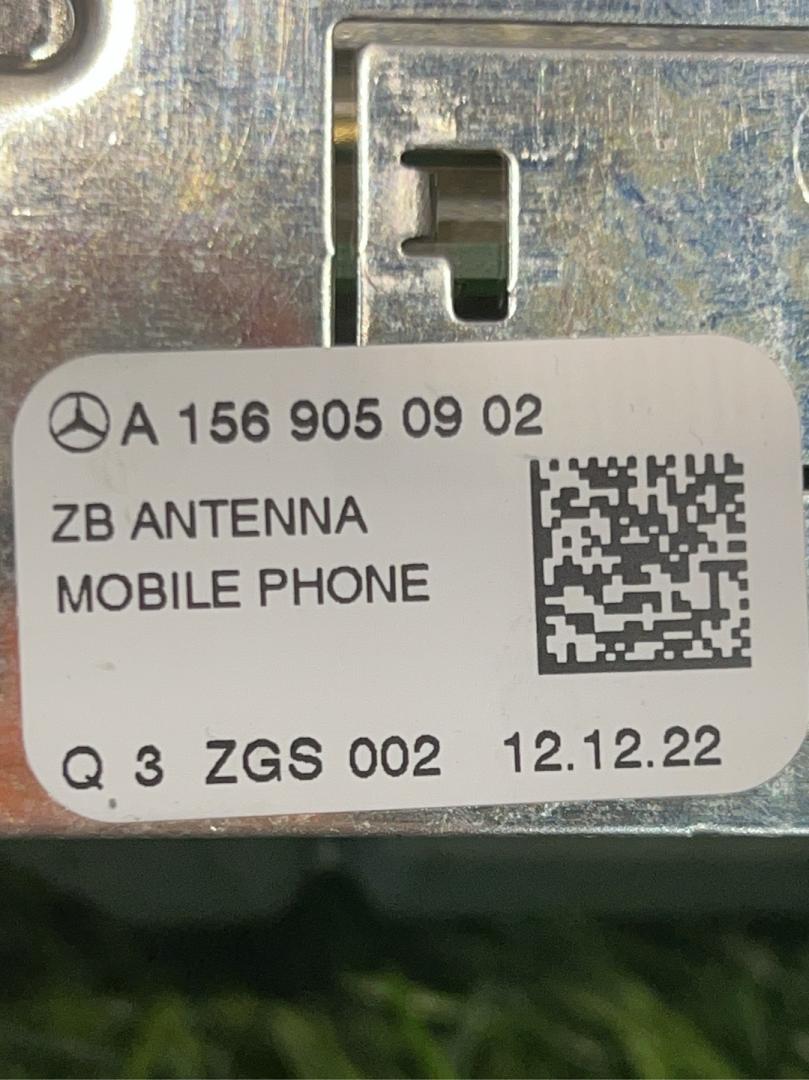 A 156 905 09 02
ZB ANTENNA
MOBILE PHONE
Q 3 ZGS 002 12.12.22